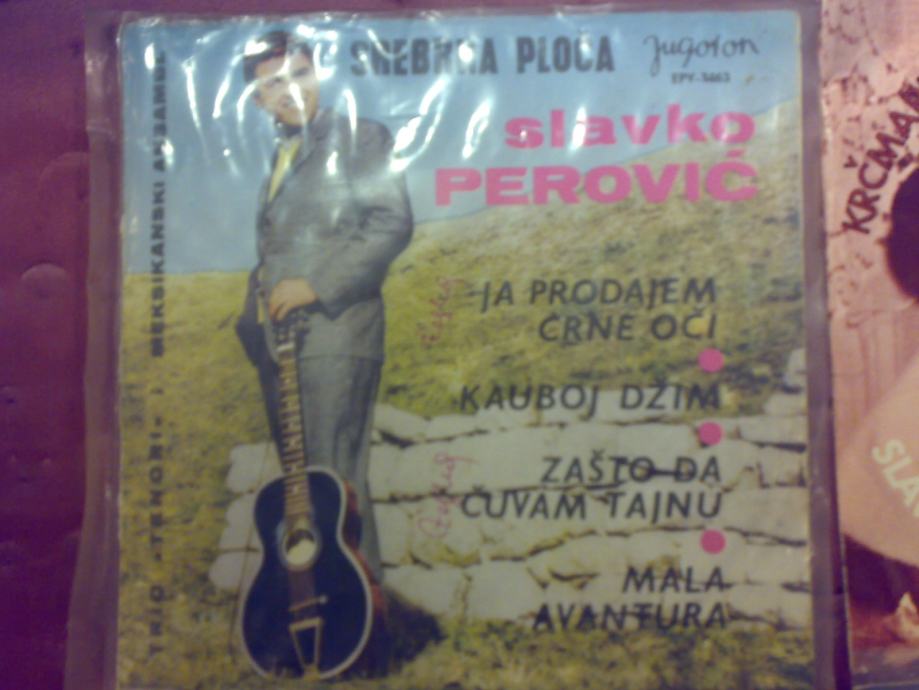 SREBRNA PLOČA
Jugoton
EPY-3463
slavko
PEROVIĆ
JA PRODAJEM
CRNE OČI
KAUBOJ DŽIM
ZAŠTO DA
ČUVAM TAJNU
MALA
AVANTURA
TRIO -TENORI- I MEKSIKANSKI ANSAMBL
KRČMA
SLA